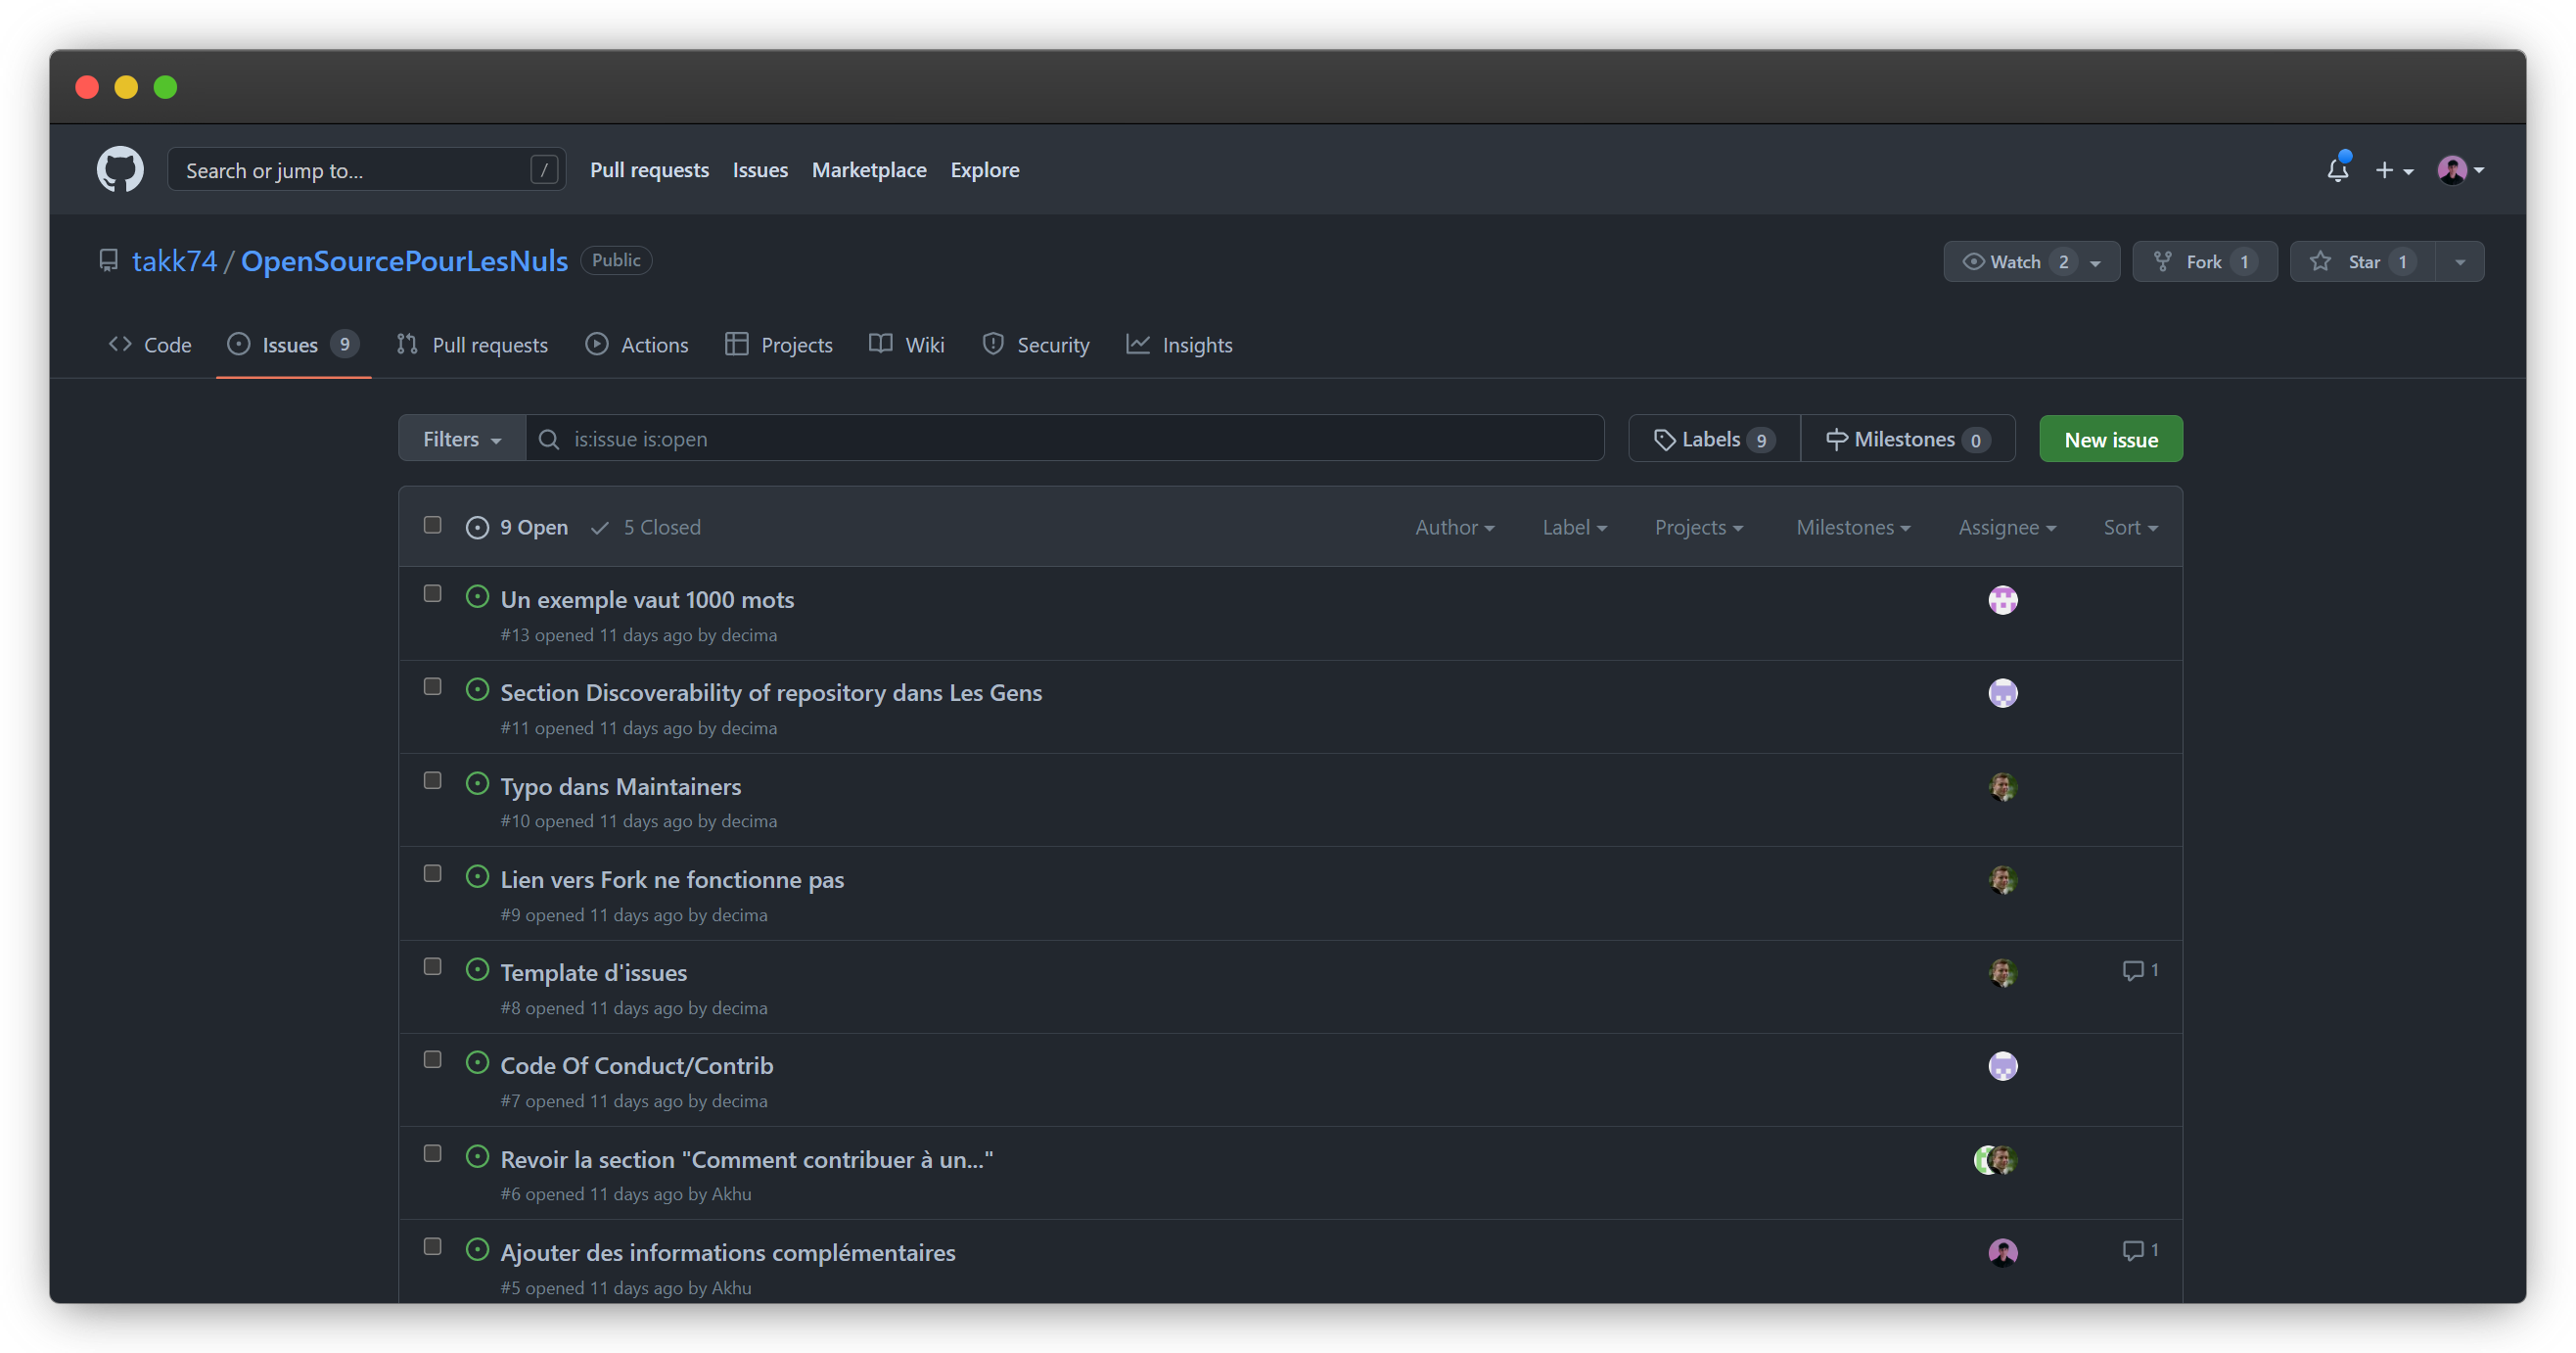 Search or jump to... /
Pull requests Issues Marketplace Explore
takk74 / OpenSourcePourLesNuls Public
Watch 2 Fork 1 Star 1
Code Issues 9 Pull requests Actions Projects Wiki Security Insights
Filters is:issue is:open Labels 9 Milestones 0 New issue
9 Open 5 Closed Author Label Projects Milestones Assignee Sort
Un exemple vaut 1000 mots
#13 opened 11 days ago by decima
Section Discoverability of repository dans Les Gens
#11 opened 11 days ago by decima
Typo dans Maintainers
#10 opened 11 days ago by decima
Lien vers Fork ne fonctionne pas
#9 opened 11 days ago by decima
Template d'issues 1
#8 opened 11 days ago by decima
Code Of Conduct/Contrib
#7 opened 11 days ago by decima
Revoir la section "Comment contribuer à un..."
#6 opened 11 days ago by Akhu
Ajouter des informations complémentaires 1
#5 opened 11 days ago by Akhu